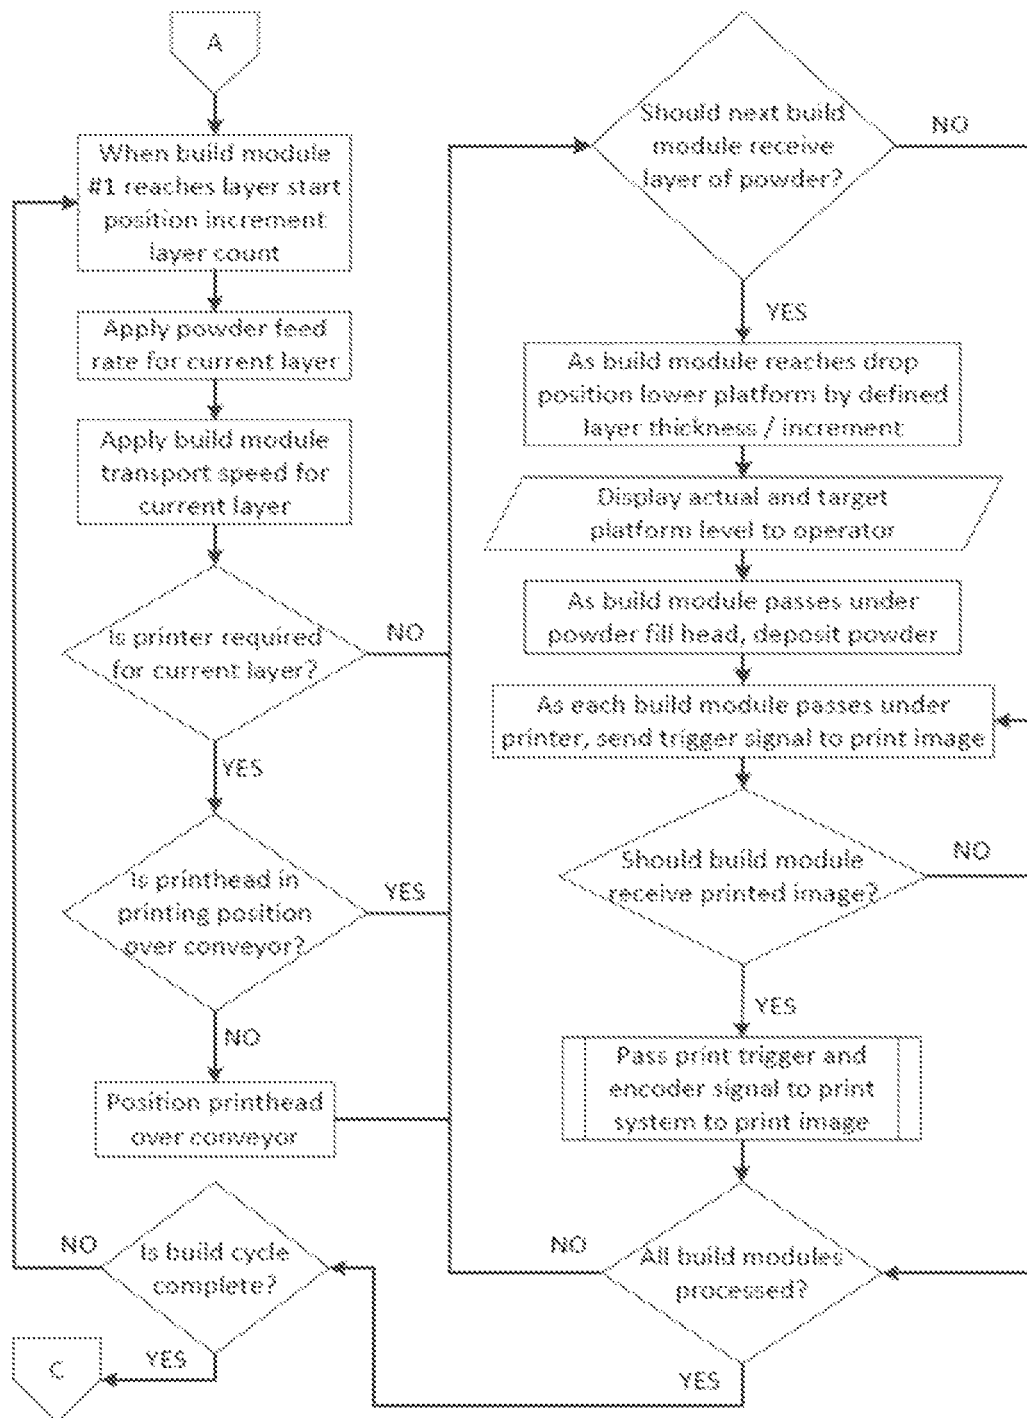 A
When build module
#1 reaches layer start
position increment
layer count
Apply powder feed
rate for current layer
Apply build module
transport speed for
current layer
Is printer required
for current layer?
NO
YES
Is printhead in
printing position
over conveyor?
YES
NO
Position printhead
over conveyor
Is build cycle
complete?
NO
YES
C
Should next build
module receive
layer of powder?
NO
YES
As build module reaches drop
position lower platform by defined
layer thickness / increment
Display actual and target
platform level to operator
As build module passes under
powder fill head, deposit powder
As each build module passes under
printer, send trigger signal to print image
Should build module
receive printed image?
NO
YES
Pass print trigger and
encoder signal to print
system to print image
All build modules
processed?
NO
YES